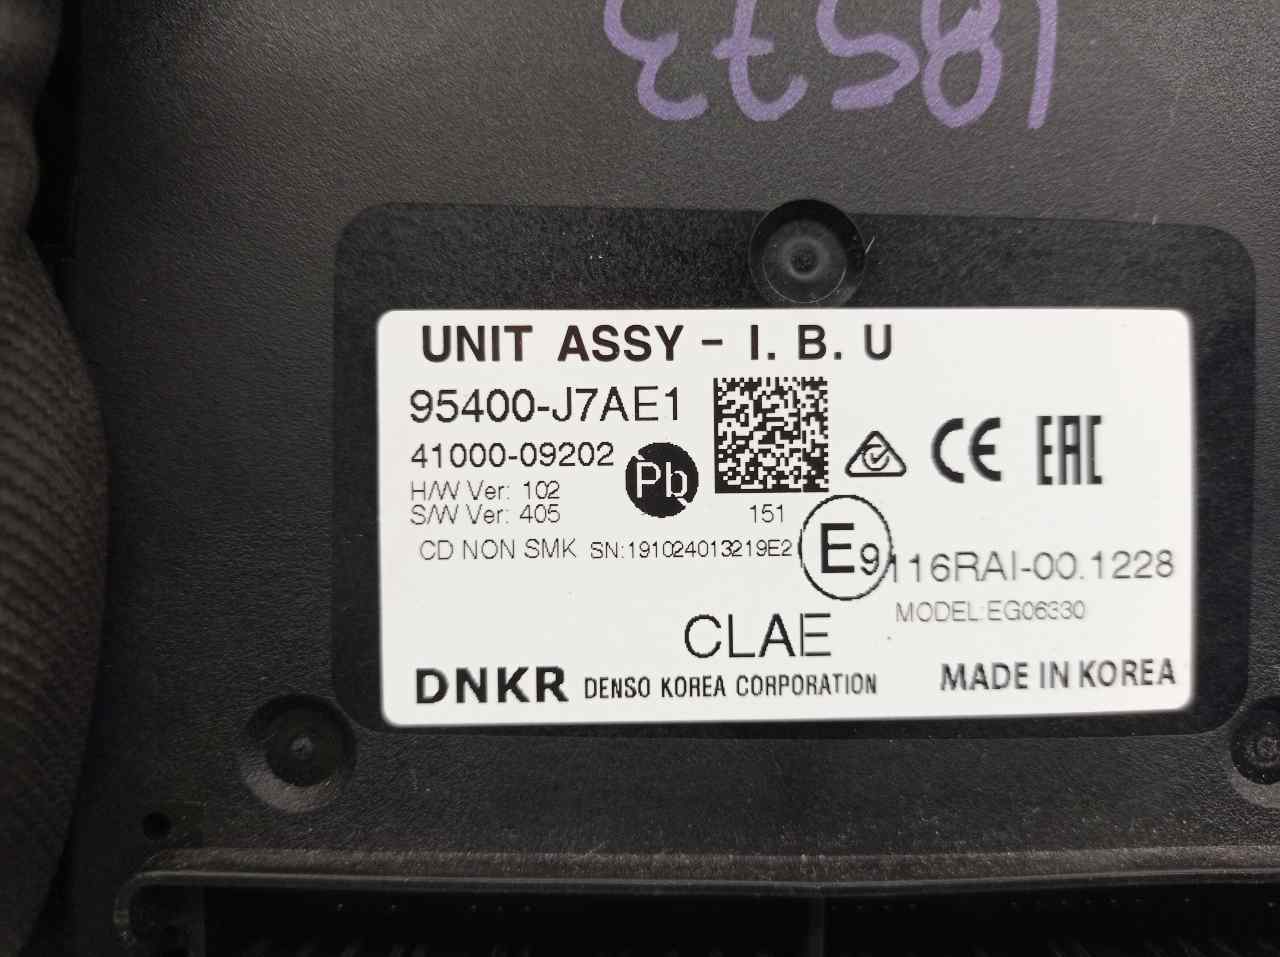 18573
UNIT ASSY - I. B. U
95400-J7AE1
41000-09202
Pb
CE
EAC
H/W Ver: 102
S/W Ver: 405
151
CD NON SMK SN:191024013219E2
E9
116RAI-00.1228
MODEL:EG06330
CLAE
DNKR DENSO KOREA CORPORATION
MADE IN KOREA